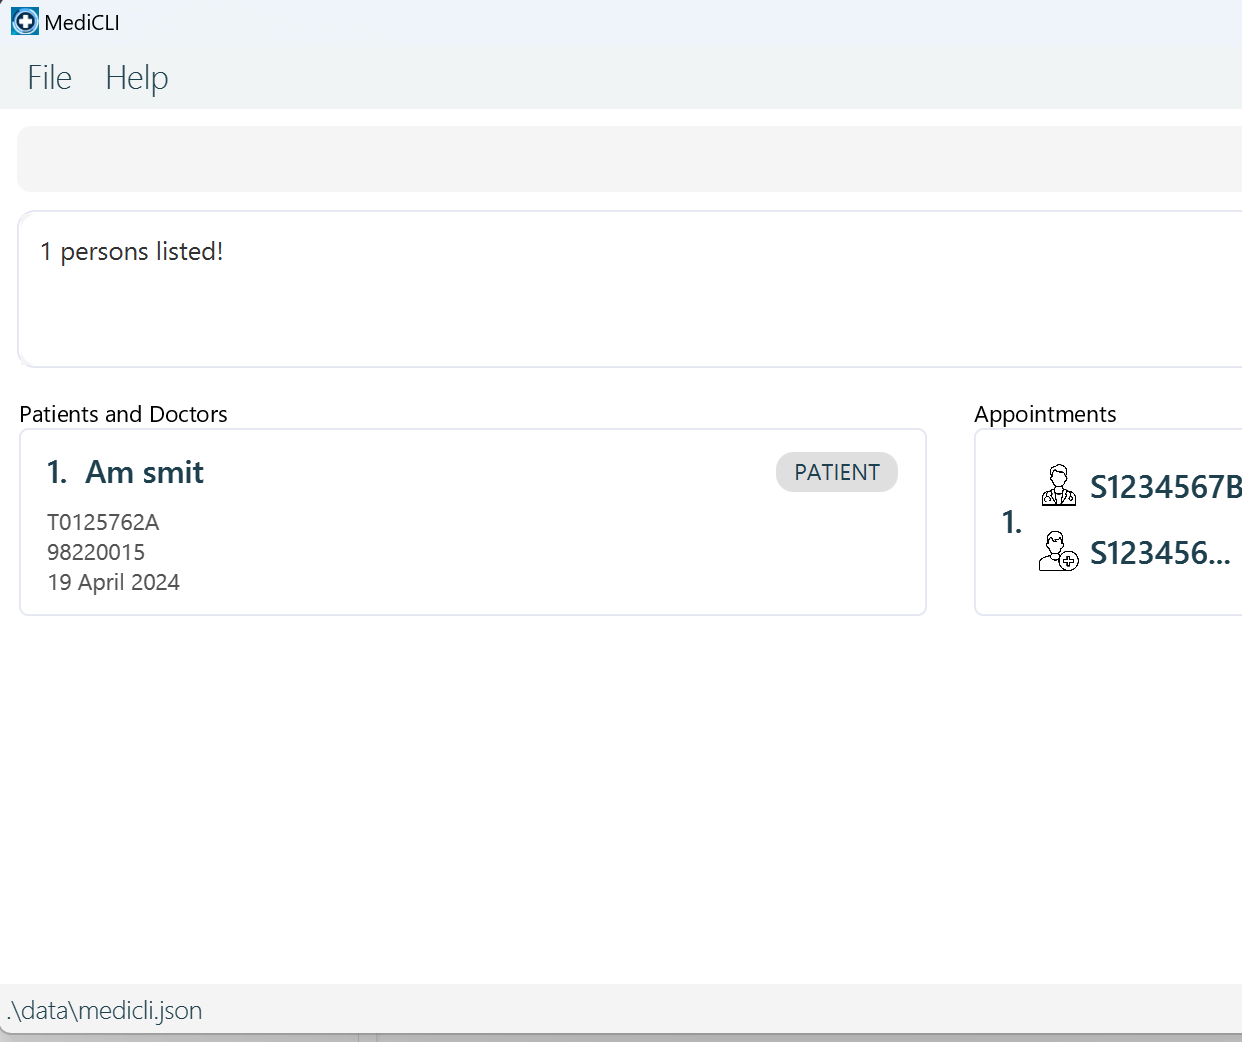 MediCLI
File Help
1 persons listed!
Patients and Doctors
1. Am smit
PATIENT
T0125762A
98220015
19 April 2024
Appointments
1.
S1234567B
S123456...
.\data\medicli.json